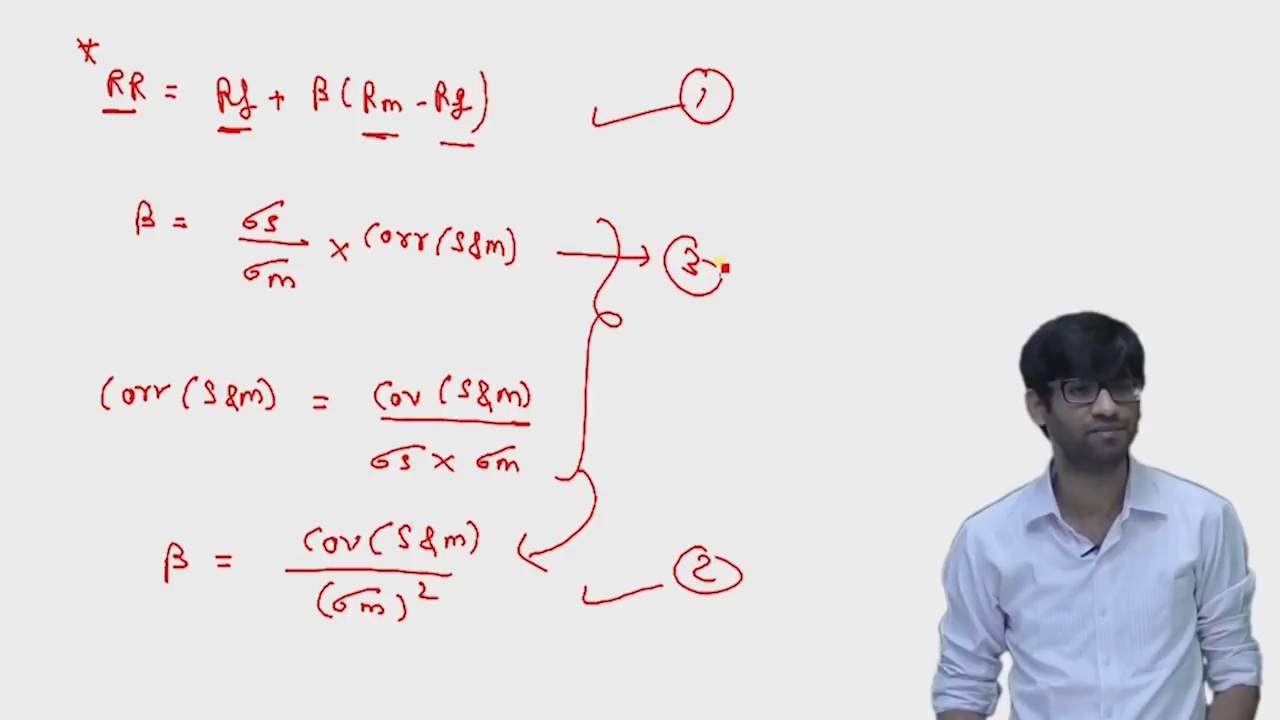 * RR = Rf + β (Rm - Rf) 1
β = σs / σm × Corr (S&m) → 3
Corr (S&m) = Cov (S&m) / σs × σm
β = Cov (S&m) / (σm)² 2